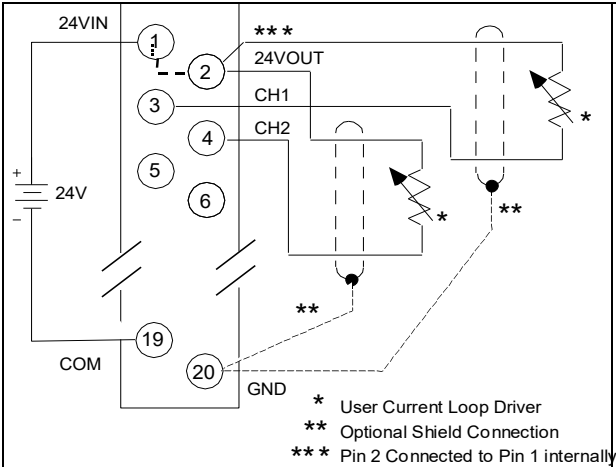 24VIN
1
***
2
24VOUT
3
CH1
*
4
CH2
5
+
24V
-
6
*
**
**
19
COM
20
GND
* User Current Loop Driver
** Optional Shield Connection
*** Pin 2 Connected to Pin 1 internally